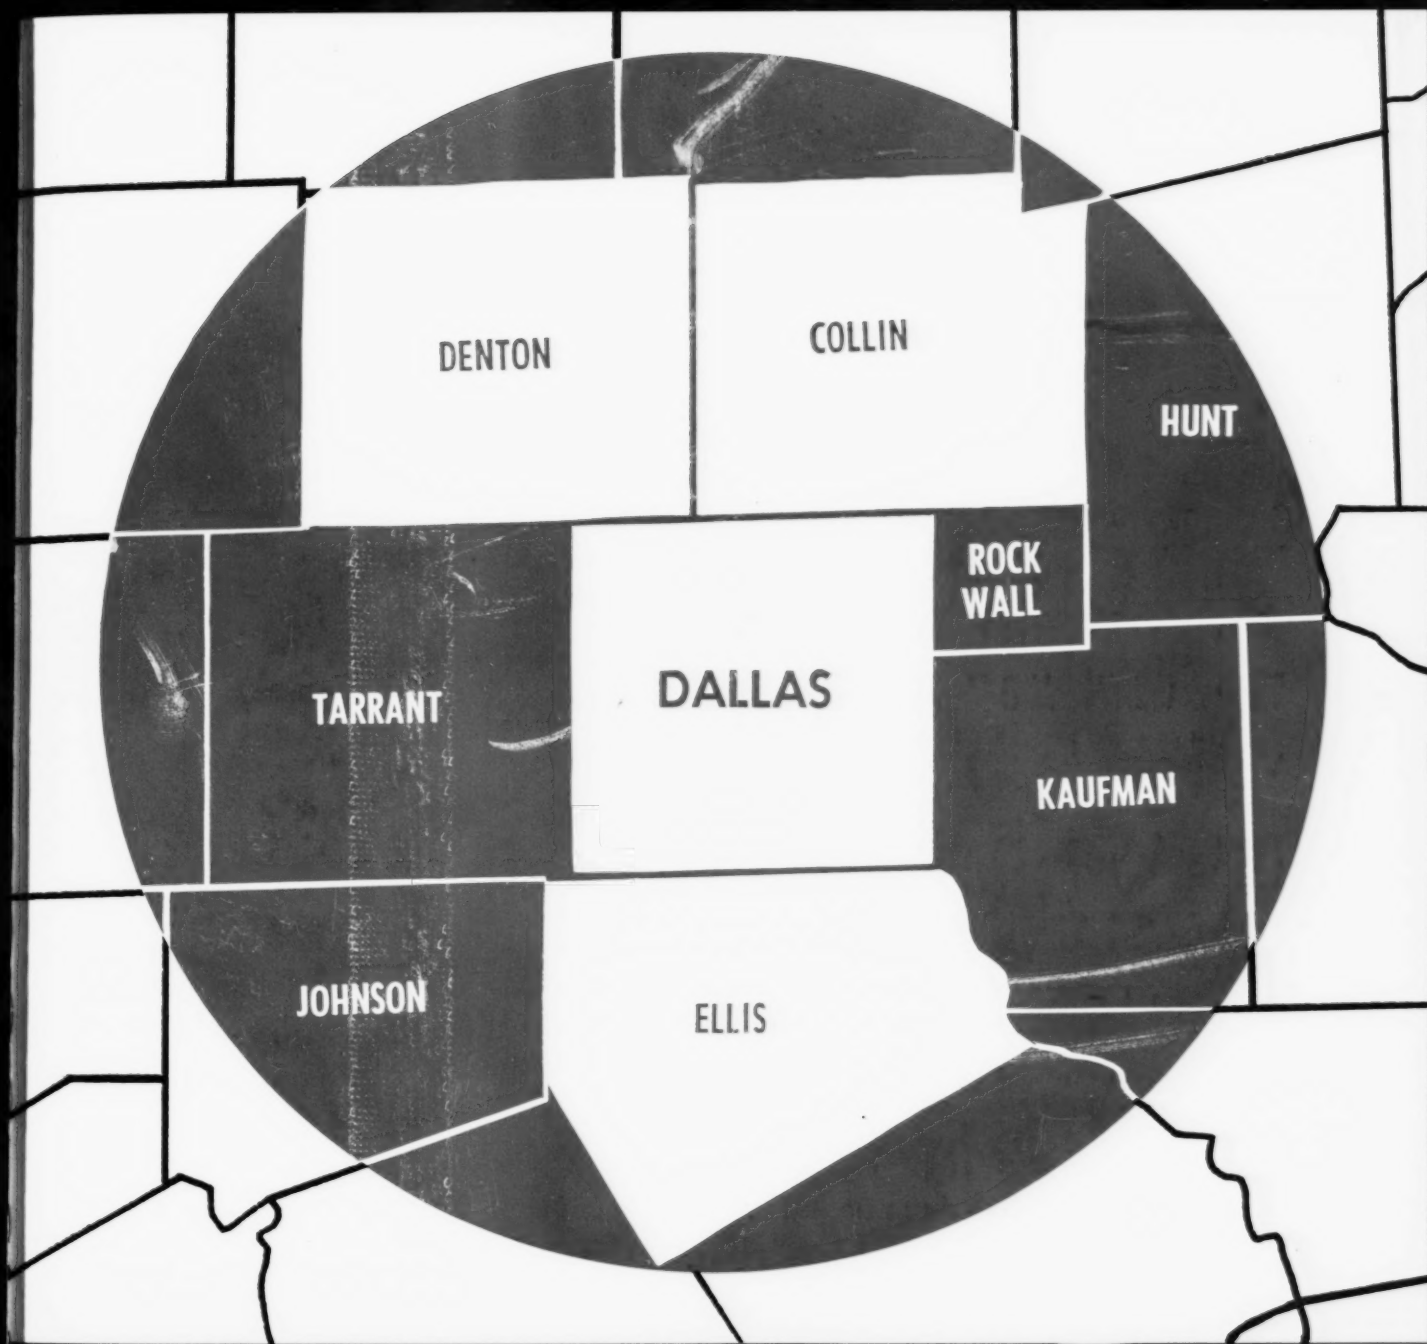 DENTON
COLLIN
HUNT
ROCK
WALL
TARRANT
DALLAS
KAUFMAN
JOHNSON
ELLIS